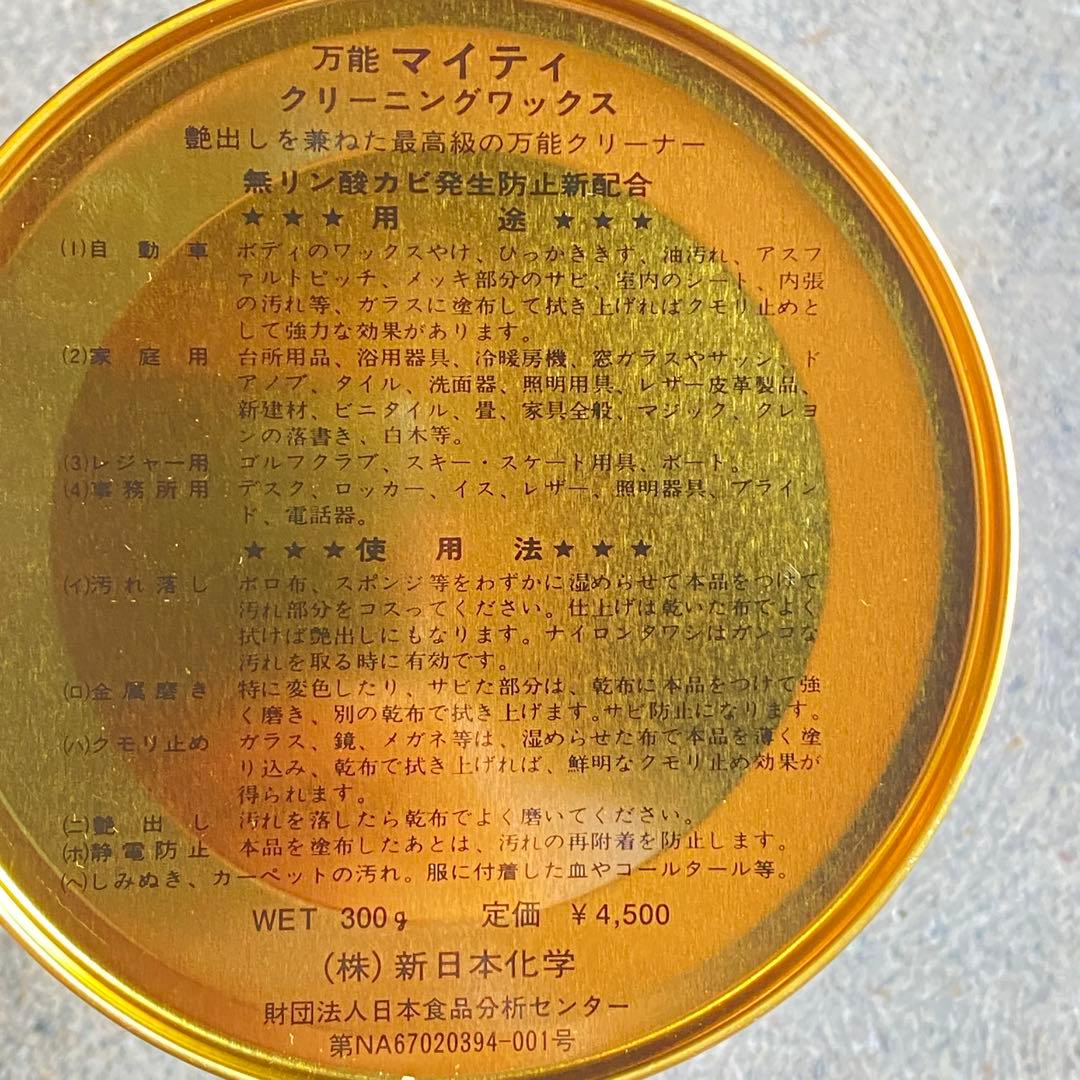 万能 マイティ
クリーニングワックス
艶出しを兼ねた最高級の万能クリーナー
無リン酸カビ発生防止新配合
★★★用 途★★★
(1)自動車 ボディのワックスやけ、ひっかききず、油汚れ、アスフ
ァルトピッチ、メッキ部分のサビ、室内のシート、内張
の汚れ等、ガラスに塗布して拭き上げればクモリ止めと
して強力な効果があります。
(2)家庭用 台所用品、浴用器具、冷暖房機、窓ガラスやサッシ、ド
アノブ、タイル、洗面器、照明用具、レザー皮革製品、
新建材、ビニタイル、畳、家具全般、マジック、クレヨ
ンの落書き、白木等。
(3)レジャー用 ゴルフクラブ、スキー・スケート用具、ボート。
(4)事務所用 デスク、ロッカー、イス、レザー、照明器具、ブライン
ド、電話器。
★★★使 用 法★★★
(イ)汚れ落し ボロ布、スポンジ等をわずかに湿めらせて本品をつけて
汚れ部分をコスってください。仕上げは乾いた布でよく
拭けば艶出しにもなります。ナイロンタワシはガンコな
汚れを取る時に有効です。
(ロ)金属磨き 特に変色したり、サビた部分は、乾布に本品をつけて強
く磨き、別の乾布で拭き上げます。サビ防止になります。
(ハ)クモリ止め ガラス、鏡、メガネ等は、湿めらせた布で本品を薄く塗
り込み、乾布で拭き上げれば、鮮明なクモリ止め効果が
得られます。
(ニ)艶出し 汚れを落したら乾布でよく磨いてください。
(ホ)静電防止 本品を塗布したあとは、汚れの再附着を防止します。
(ヘ)しみぬき、カーペットの汚れ。服に付着した血やコールタール等。
WET 300g 定価 ¥4,500
(株)新日本化学
財団法人日本食品分析センター
第NA67020394-001号